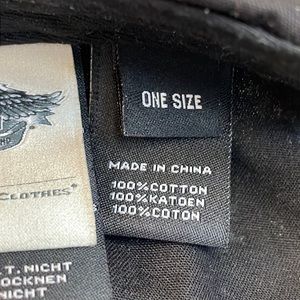 ONE SIZE
MADE IN CHINA
100%COTTON
100%KATOEN
100%COTON
CLOTHES®
T. NICHT
OCKNEN
NICHT